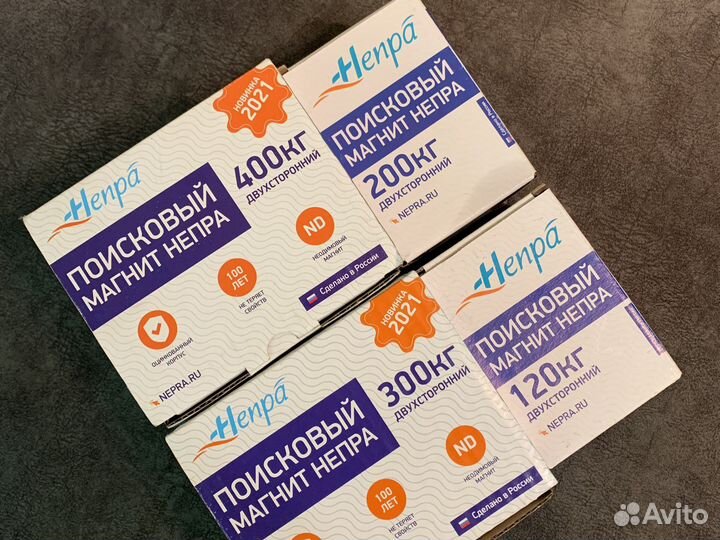 Непра
НОВИНКА
2021
ПОИСКОВЫЙ
МАГНИТ НЕПРА
400КГ
ДВУХСТОРОННИЙ
ОЦИНКОВАННЫЙ
КОРПУС
100
ЛЕТ
НЕ ТЕРЯЕТ
СВОЙСТВ
ND
НЕОДИМОВЫЙ
МАГНИТ
NEPRA.RU
Сделано в России
Непра
ПОИСКОВЫЙ
МАГНИТ НЕПРА
200КГ
ДВУХСТОРОННИЙ
NEPRA.RU
Сделано в России
Непра
НОВИНКА
2021
ПОИСКОВЫЙ
МАГНИТ НЕПРА
300КГ
ДВУХСТОРОННИЙ
100
ЛЕТ
НЕ ТЕРЯЕТ
СВОЙСТВ
ND
НЕОДИМОВЫЙ
МАГНИТ
Сделано в России
Непра
ПОИСКОВЫЙ
МАГНИТ НЕПРА
120КГ
ДВУХСТОРОННИЙ
NEPRA.RU
Avito